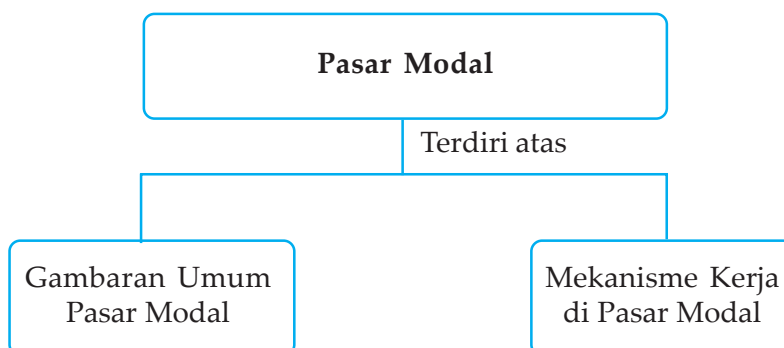 Pasar Modal
Terdiri atas
Gambaran Umum
Pasar Modal
Mekanisme Kerja
di Pasar Modal